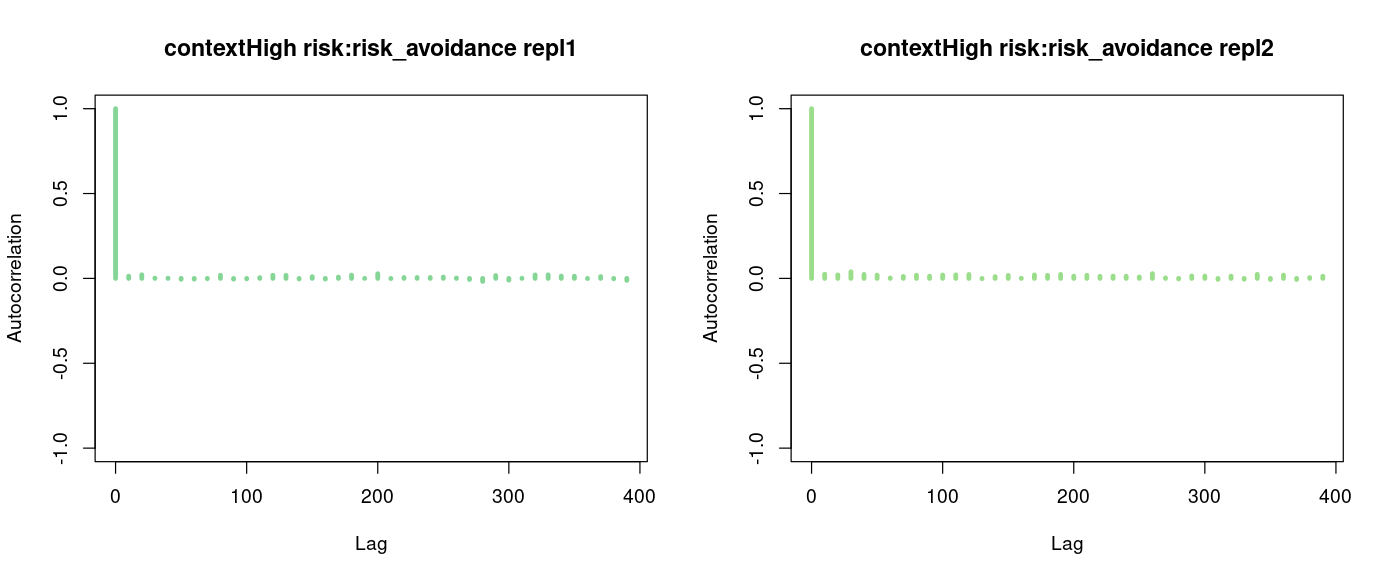 contextHigh risk:risk_avoidance repl1
Autocorrelation
1.0
0.5
0.0
-0.5
-1.0
0 100 200 300 400
Lag
contextHigh risk:risk_avoidance repl2
Autocorrelation
1.0
0.5
0.0
-0.5
-1.0
0 100 200 300 400
Lag